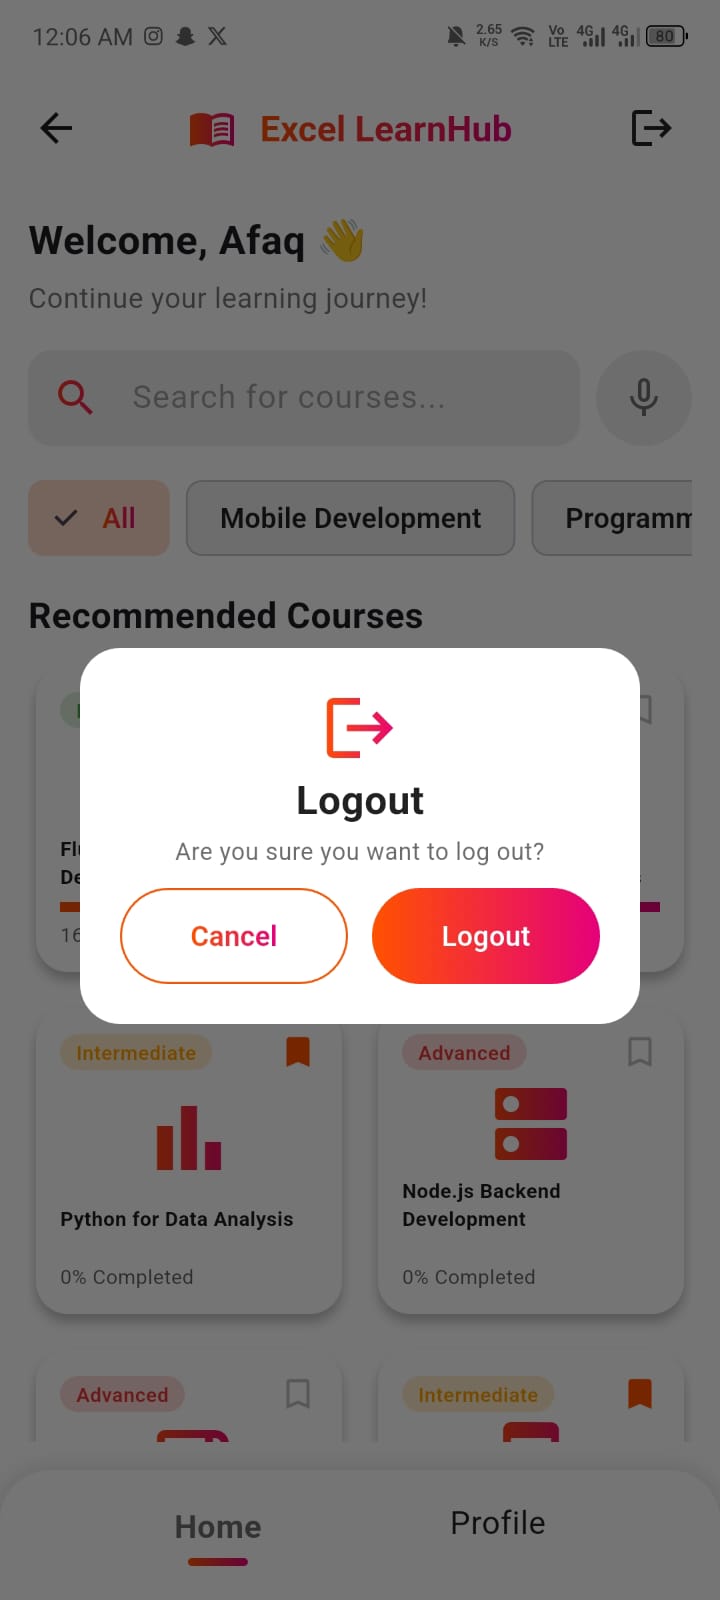 12:06 AM
2.65 K/S
Vo LTE
4G
4G
80
Excel LearnHub
Welcome, Afaq 👋
Continue your learning journey!
Search for courses...
All
Mobile Development
Programm
Recommended Courses
Logout
Are you sure you want to log out?
Cancel
Logout
16
Intermediate
Advanced
Python for Data Analysis
Node.js Backend
Development
0% Completed
0% Completed
Advanced
Intermediate
Home
Profile